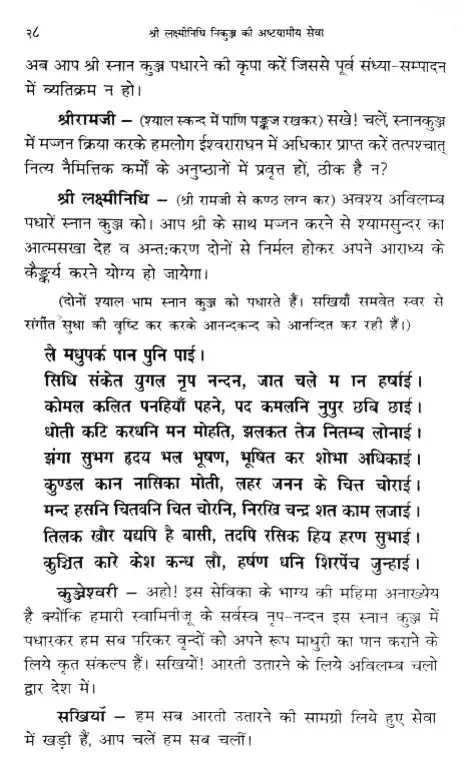 २८ श्री लक्ष्मीनिधि निकुञ्ज की अष्टयामीय सेवा
अब आप श्री स्नान कुञ्ज पधारने की कृपा करें जिससे पूर्व संध्या-सम्पादन
में व्यतिक्रम न हो।
श्रीरामजी – (श्याल स्कन्द में पाणि पङ्कज रखकर) सखे! चलें, स्नानकुञ्ज
में मज्जन क्रिया करके हमलोग ईश्वराराधन में अधिकार प्राप्त करें तत्पश्चात्
नित्य नैमित्तिक कर्मों के अनुष्ठानों में प्रवृत्त हों, ठीक है न?
श्री लक्ष्मीनिधि – (श्री रामजी से कण्ठ लग्न कर) अवश्य अविलम्ब
पधारें स्नान कुञ्ज को। आप श्री के साथ मज्जन करने से श्यामसुन्दर का
आत्मसखा देह व अन्तःकरण दोनों से निर्मल होकर अपने आराध्य के
कैङ्कर्य करने योग्य हो जायेगा।
(दोनों श्याल-भाम स्नान कुञ्ज को पधारते हैं। सखियाँ समवेत स्वर से
संगीत सुधा की वृष्टि कर करके आनन्दकन्द को आनन्दित कर रही हैं।)
लै मधुपर्क पान पुनि पाई।
सिधि संकेत युगल नृप नन्दन, जात चले म ान हर्षाई।
कोमल कलित पनहियाँ पहने, पद कमलनि नुपुर छबि छाई।
धोती कटि करधनि मन मोहति, झलकत तेज नितम्ब लोनाई।
झंगा सुभग हृदय भल भूषण, भूषित कर शोभा अधिकाई।
कुण्डल कान नासिका मोती, लहर जनन के चित्त चोराई।
मन्द हसनि चितवनि चित चोरनि, निरखि चन्द्र शत काम लजाई।
तिलक खौर यद्यपि है बासी, तदपि रसिक हिय हरण सुभाई।
कुञ्चित कारे केश कन्ध लौ, हर्षण धनि शिरपेंच जुन्हाई।
कुञ्जेश्वरी – अहो! इस सेविका के भाग्य की महिमा अनाख्येय
है क्योंकि हमारी स्वामिनीजू के सर्वस्व नृप-नन्दन इस स्नान कुञ्ज में
पधारकर हम सब परिकर वृन्दों को अपने रूप माधुरी का पान कराने के
लिये कृत संकल्प हैं। सखियों! आरती उतारने के लिये अविलम्ब चलो
द्वार देश में।
सखियाँ – हम सब आरती उतारने की सामग्री लिये हुए सेवा
में खड़ी हैं, आप चलें हम सब चलीं।